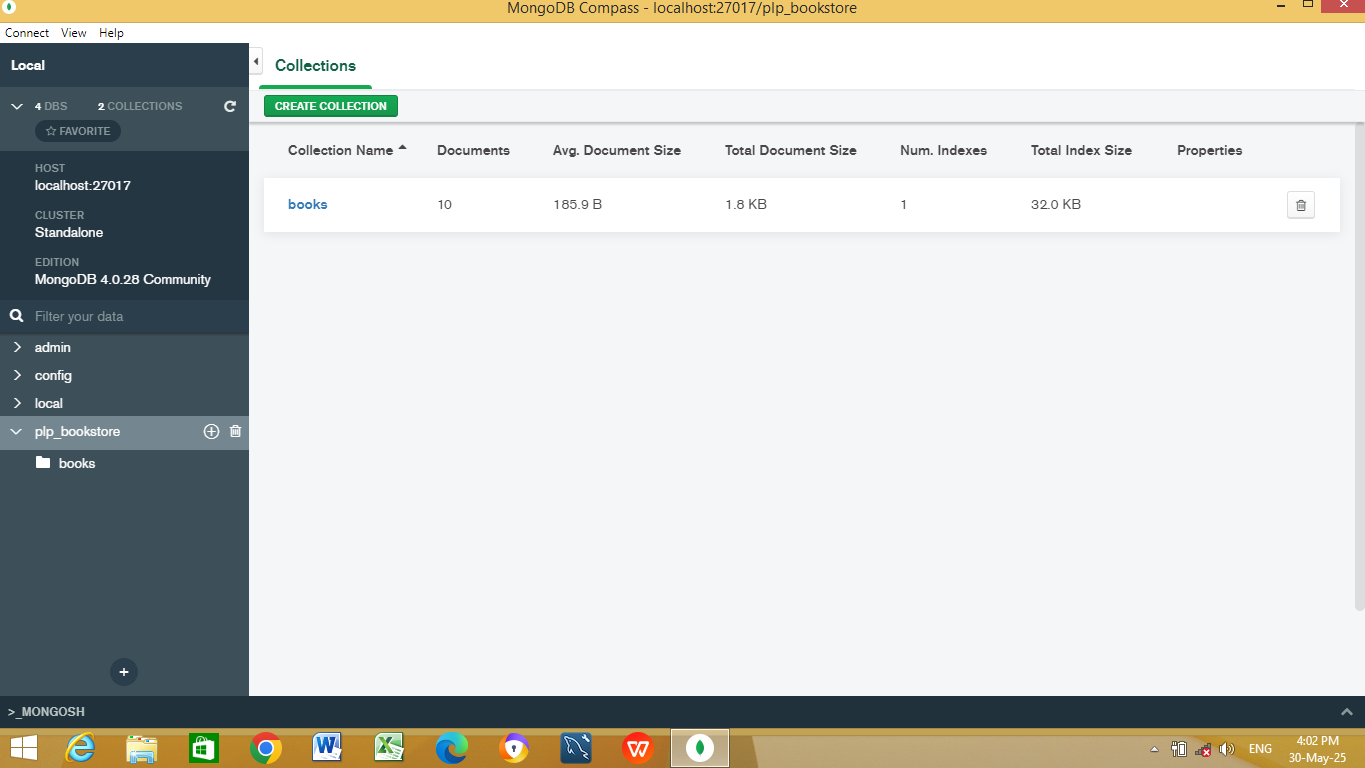 MongoDB Compass - localhost:27017/plp_bookstore
Connect View Help
Local
Collections
4 DBS 2 COLLECTIONS
FAVORITE
CREATE COLLECTION
HOST
localhost:27017
CLUSTER
Standalone
EDITION
MongoDB 4.0.28 Community
Filter your data
admin
config
local
plp_bookstore
books
Collection Name Documents Avg. Document Size Total Document Size Num. Indexes Total Index Size Properties
books 10 185.9 B 1.8 KB 1 32.0 KB
>_MONGOSH
ENG
4:02 PM
30-May-25